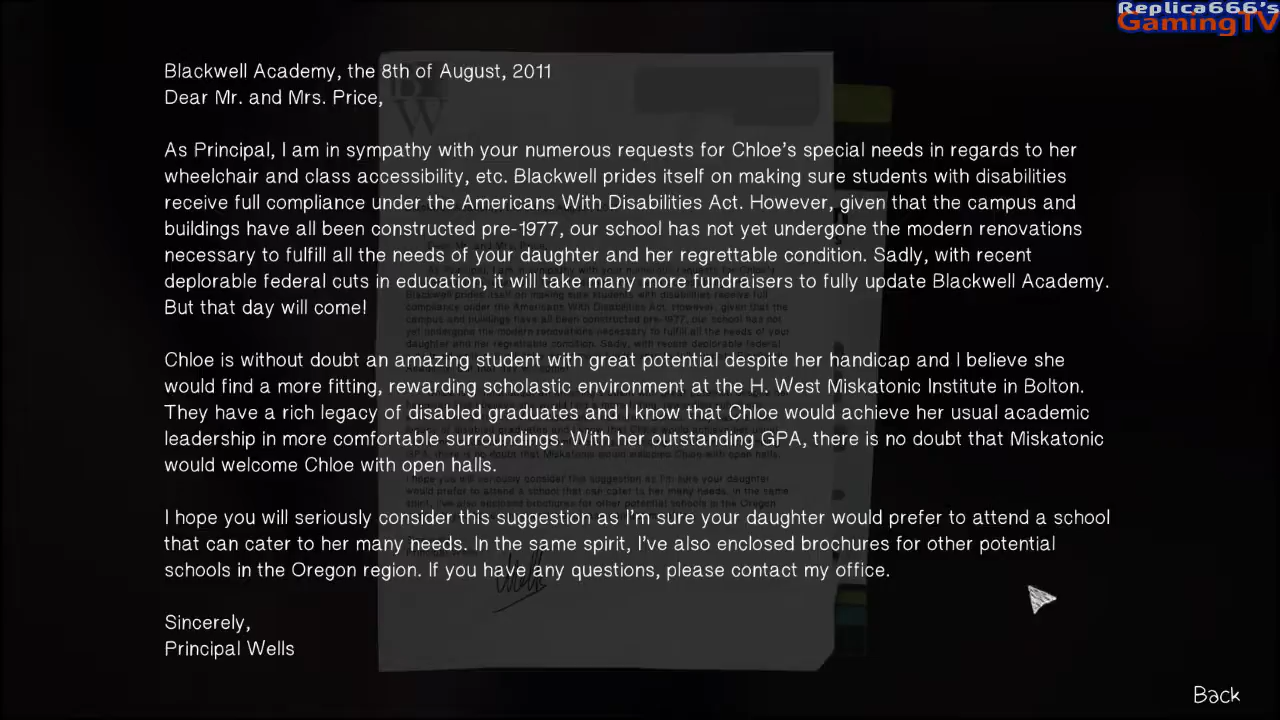 Replica666's
GamingTV
Blackwell Academy, the 8th of August, 2011
Dear Mr. and Mrs. Price,
As Principal, I am in sympathy with your numerous requests for Chloe's special needs in regards to her
wheelchair and class accessibility, etc. Blackwell prides itself on making sure students with disabilities
receive full compliance under the Americans With Disabilities Act. However, given that the campus and
buildings have all been constructed pre-1977, our school has not yet undergone the modern renovations
necessary to fulfill all the needs of your daughter and her regrettable condition. Sadly, with recent
deplorable federal cuts in education, it will take many more fundraisers to fully update Blackwell Academy.
But that day will come!
Chloe is without doubt an amazing student with great potential despite her handicap and I believe she
would find a more fitting, rewarding scholastic environment at the H. West Miskatonic Institute in Bolton.
They have a rich legacy of disabled graduates and I know that Chloe would achieve her usual academic
leadership in more comfortable surroundings. With her outstanding GPA, there is no doubt that Miskatonic
would welcome Chloe with open halls.
I hope you will seriously consider this suggestion as I'm sure your daughter would prefer to attend a school
that can cater to her many needs. In the same spirit, I've also enclosed brochures for other potential
schools in the Oregon region. If you have any questions, please contact my office.
Sincerely,
Principal Wells
Back